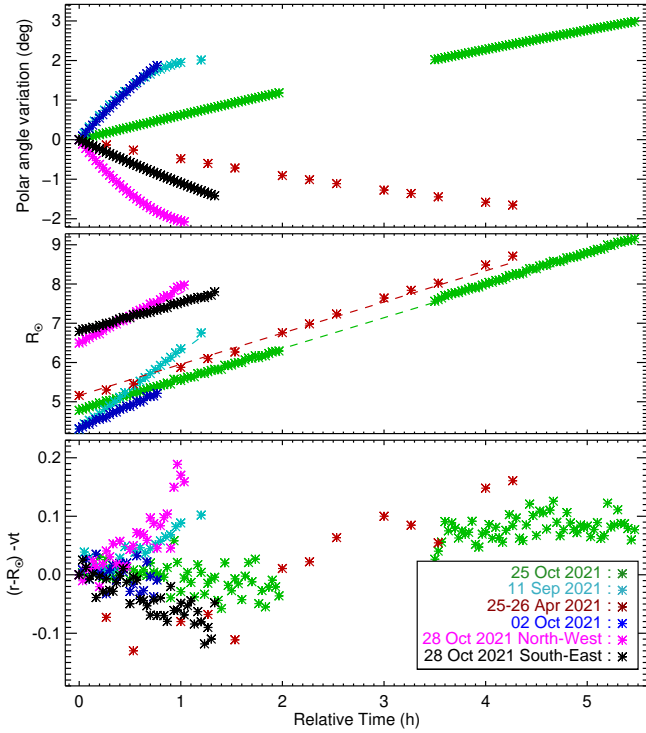 Polar angle variation (deg)
3
2
1
0
−1
−2
R☉
9
8
7
6
5
(r-R☉) -vt
0.2
0.1
0.0
-0.1
25 Oct 2021 :
11 Sep 2021 :
25-26 Apr 2021 :
02 Oct 2021 :
28 Oct 2021 North-West :
28 Oct 2021 South-East :
0 1 2 3 4 5
Relative Time (h)